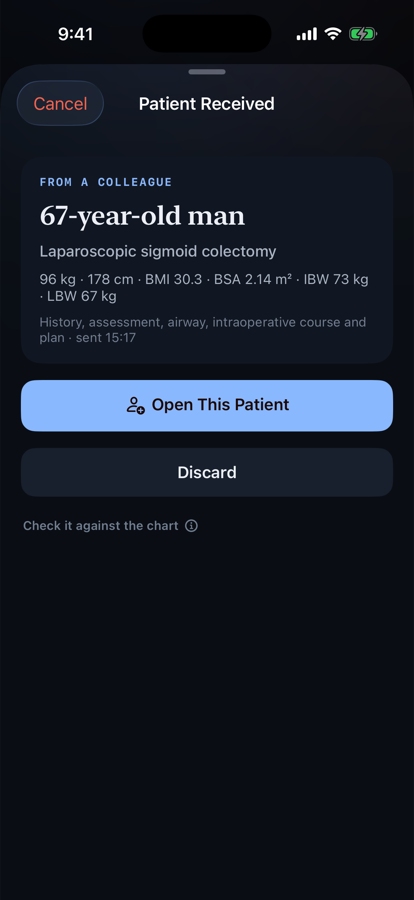 9:41
Cancel
Patient Received
FROM A COLLEAGUE
67-year-old man
Laparoscopic sigmoid colectomy
96 kg · 178 cm · BMI 30.3 · BSA 2.14 m² · IBW 73 kg
· LBW 67 kg
History, assessment, airway, intraoperative course and
plan · sent 15:17
Open This Patient
Discard
Check it against the chart